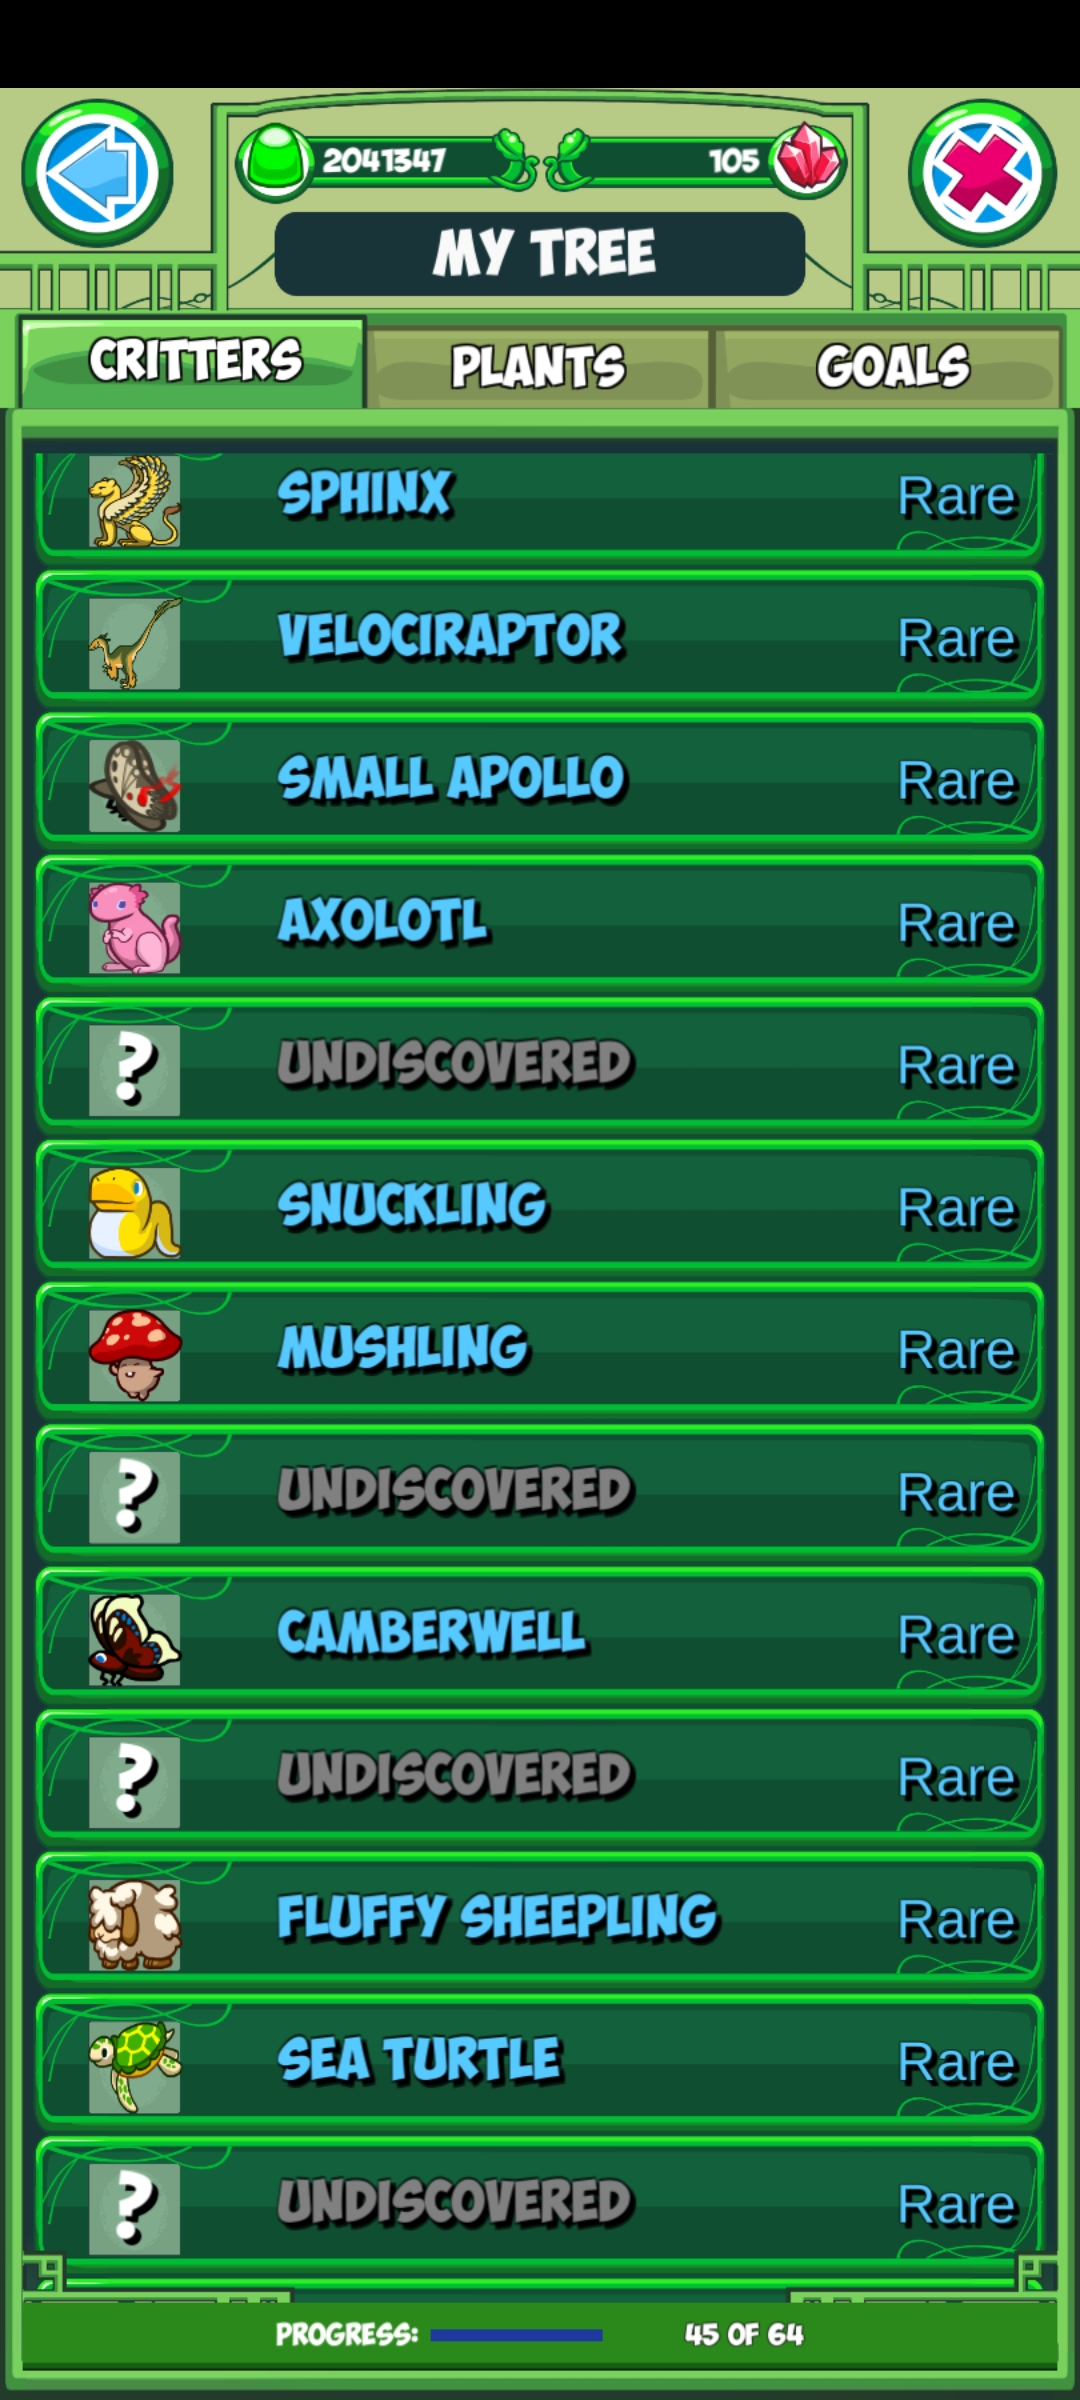 2041347
105
MY TREE
CRITTERS
PLANTS
GOALS
SPHINX Rare
VELOCIRAPTOR Rare
SMALL APOLLO Rare
AXOLOTL Rare
? UNDISCOVERED Rare
SNUCKLING Rare
MUSHLING Rare
? UNDISCOVERED Rare
CAMBERWELL Rare
? UNDISCOVERED Rare
FLUFFY SHEEPLING Rare
SEA TURTLE Rare
? UNDISCOVERED Rare
PROGRESS: 45 OF 64